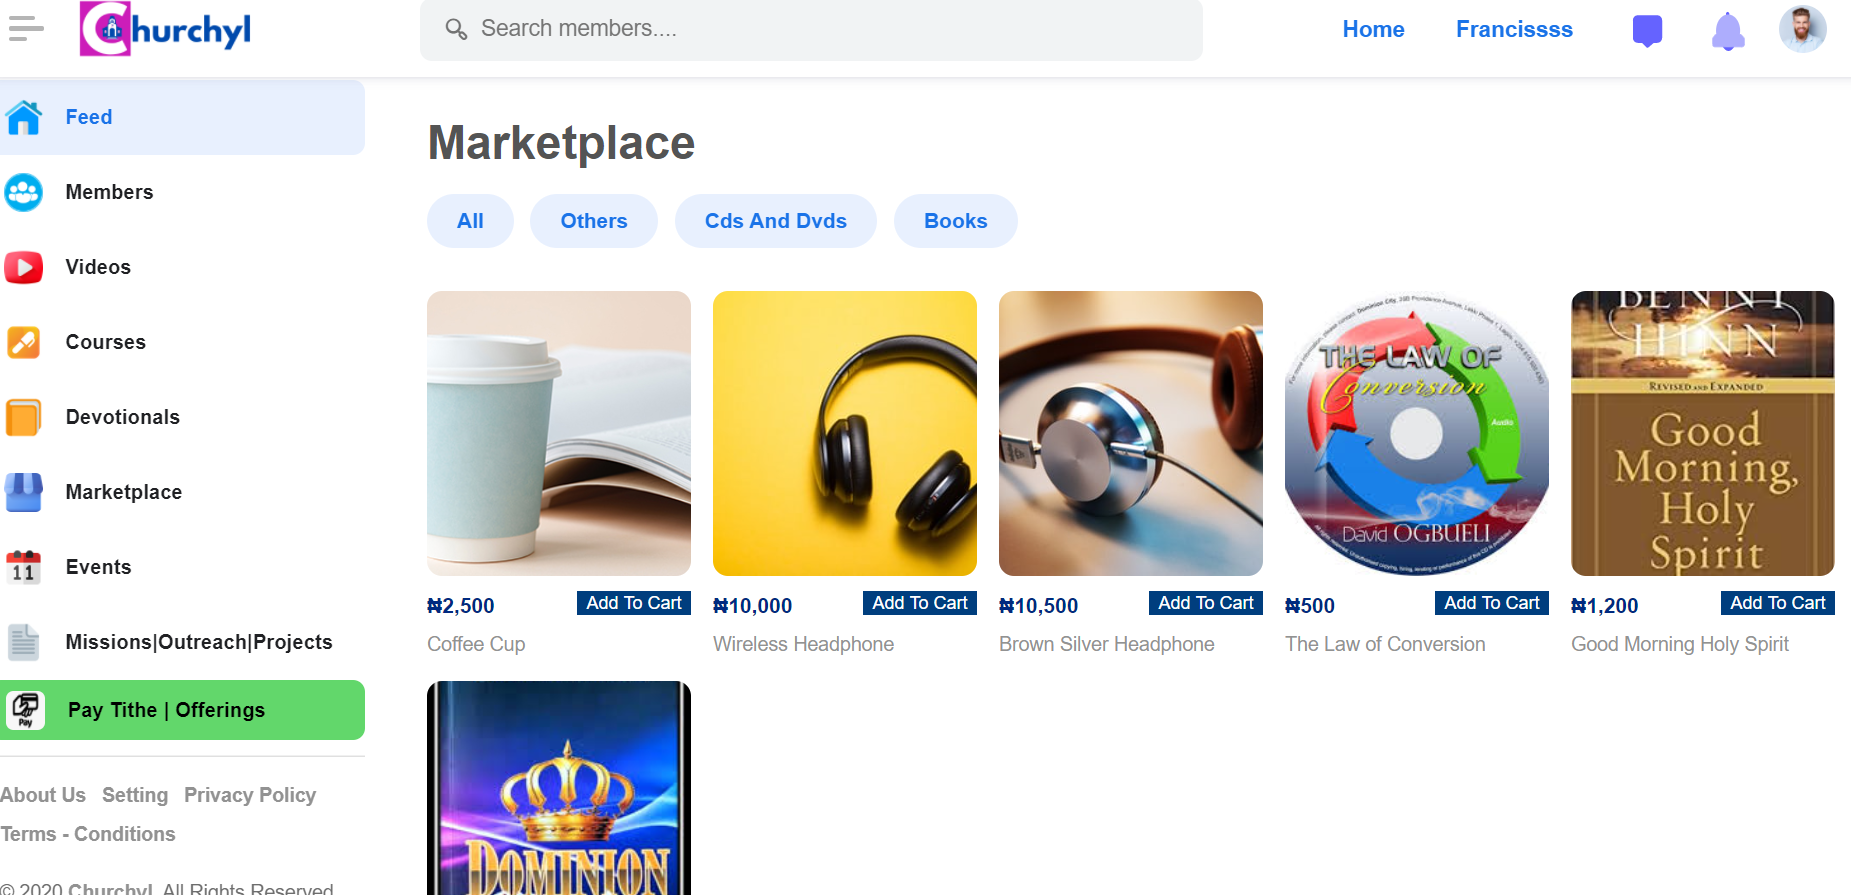 Churchyl
Search members....
Home
Francissss
Feed
Members
Videos
Courses
Devotionals
Marketplace
Events
11
Missions|Outreach|Projects
Pay
Pay Tithe | Offerings
About Us Setting Privacy Policy
Terms - Conditions
© 2020 Churchyl. All Rights Reserved
Marketplace
All
Others
Cds And Dvds
Books
₦2,500
Add To Cart
Coffee Cup
₦10,000
Add To Cart
Wireless Headphone
₦10,500
Add To Cart
Brown Silver Headphone
THE LAW OF
Conversion
Audio
David OGBUELI
₦500
Add To Cart
The Law of Conversion
BENNY
HINN
REVISED AND EXPANDED
Good
Morning,
Holy
Spirit
₦1,200
Add To Cart
Good Morning Holy Spirit
DOMINION